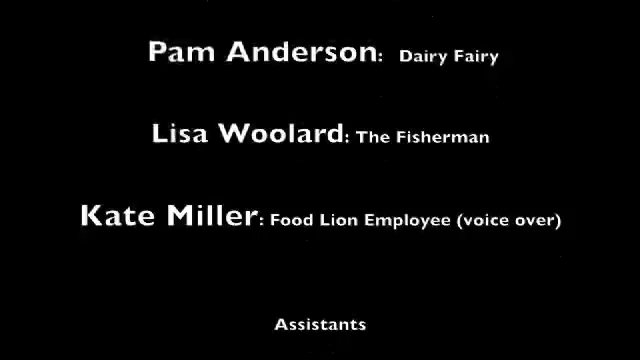 Pam Anderson: Dairy Fairy
Lisa Woolard: The Fisherman
Kate Miller: Food Lion Employee (voice over)
Assistants